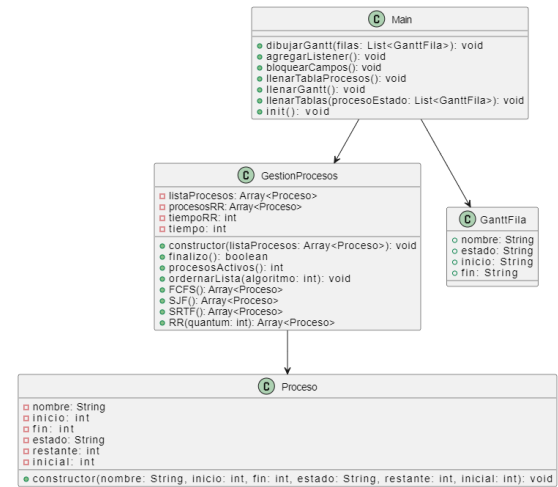 C Main
dibujarGantt(filas: List<GanttFila>): void
agregarListener(): void
bloquearCampos(): void
llenarTablaProcesos(): void
llenarGantt(): void
llenarTablas(procesoEstado: List<GanttFila>): void
init(): void
C GestionProcesos
listaProcesos: Array<Proceso>
procesosRR: Array<Proceso>
tiempoRR: int
tiempo: int
constructor(listaProcesos: Array<Proceso>): void
finalizo(): boolean
procesosActivos(): int
ordernarLista(algoritmo: int): void
FCFS(): Array<Proceso>
SJF(): Array<Proceso>
SRTF(): Array<Proceso>
RR(quantum: int): Array<Proceso>
C GanttFila
nombre: String
estado: String
inicio: String
fin: String
C Proceso
nombre: String
inicio: int
fin: int
estado: String
restante: int
inicial: int
constructor(nombre: String, inicio: int, fin: int, estado: String, restante: int, inicial: int): void